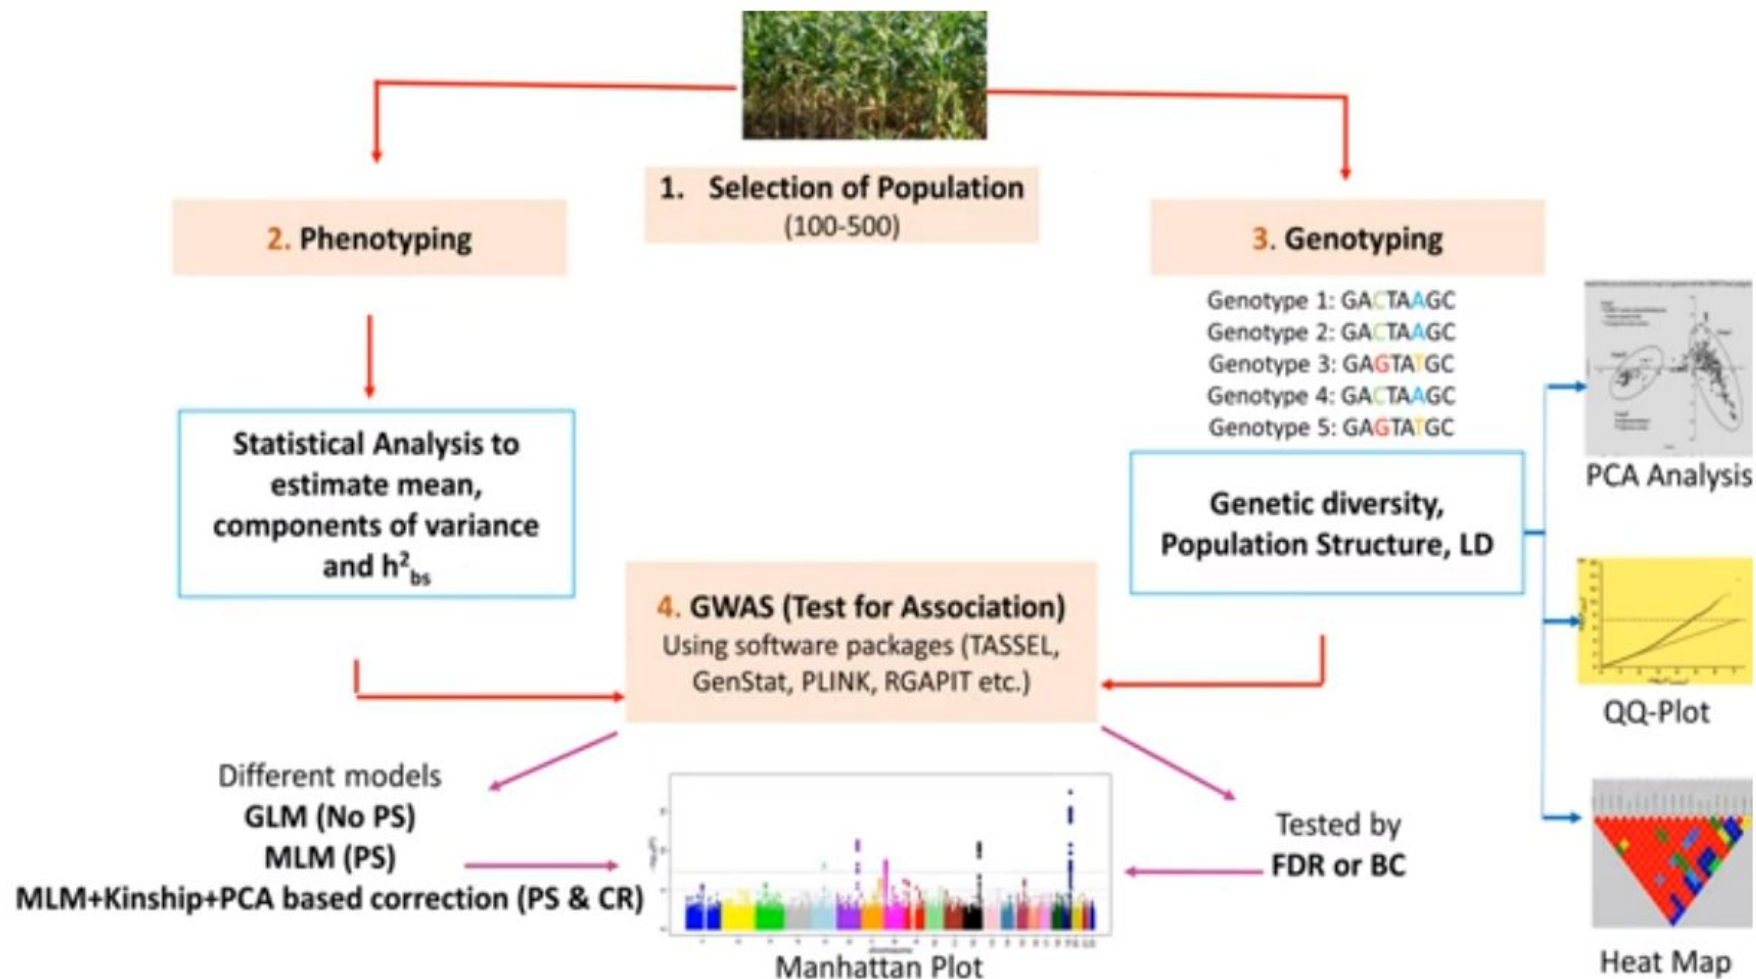 1. Selection of Population
(100-500)
2. Phenotyping
3. Genotyping
Genotype 1: GACTAAGC
Genotype 2: GACTAAGC
Genotype 3: GAGTATGC
Genotype 4: GACTAAGC
Genotype 5: GAGTATGC
PCA Analysis
Statistical Analysis to
estimate mean,
components of variance
and h²bs
Genetic diversity,
Population Structure, LD
4. GWAS (Test for Association)
Using software packages (TASSEL,
GenStat, PLINK, RGAPIT etc.)
QQ-Plot
Different models
GLM (No PS)
MLM (PS)
MLM+Kinship+PCA based correction (PS & CR)
Tested by
FDR or BC
Manhattan Plot
Heat Map